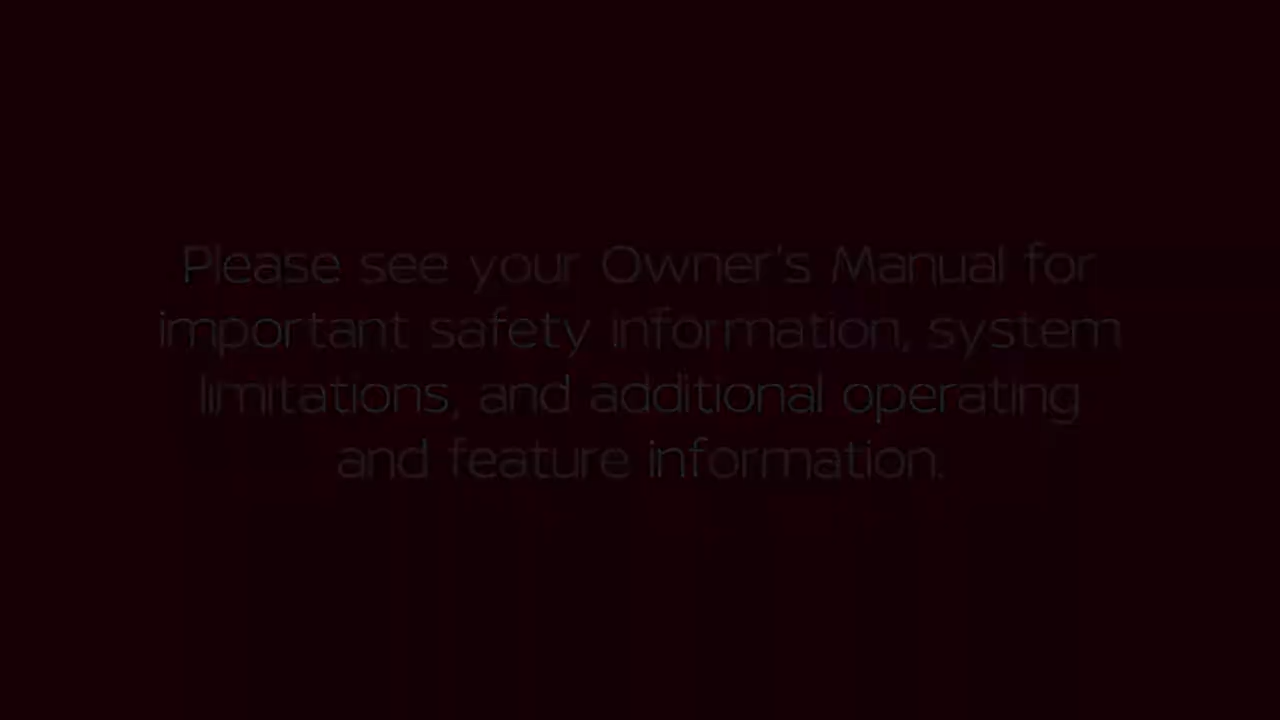 Please see your Owner's Manual for
important safety information, system
limitations, and additional operating
and feature information.